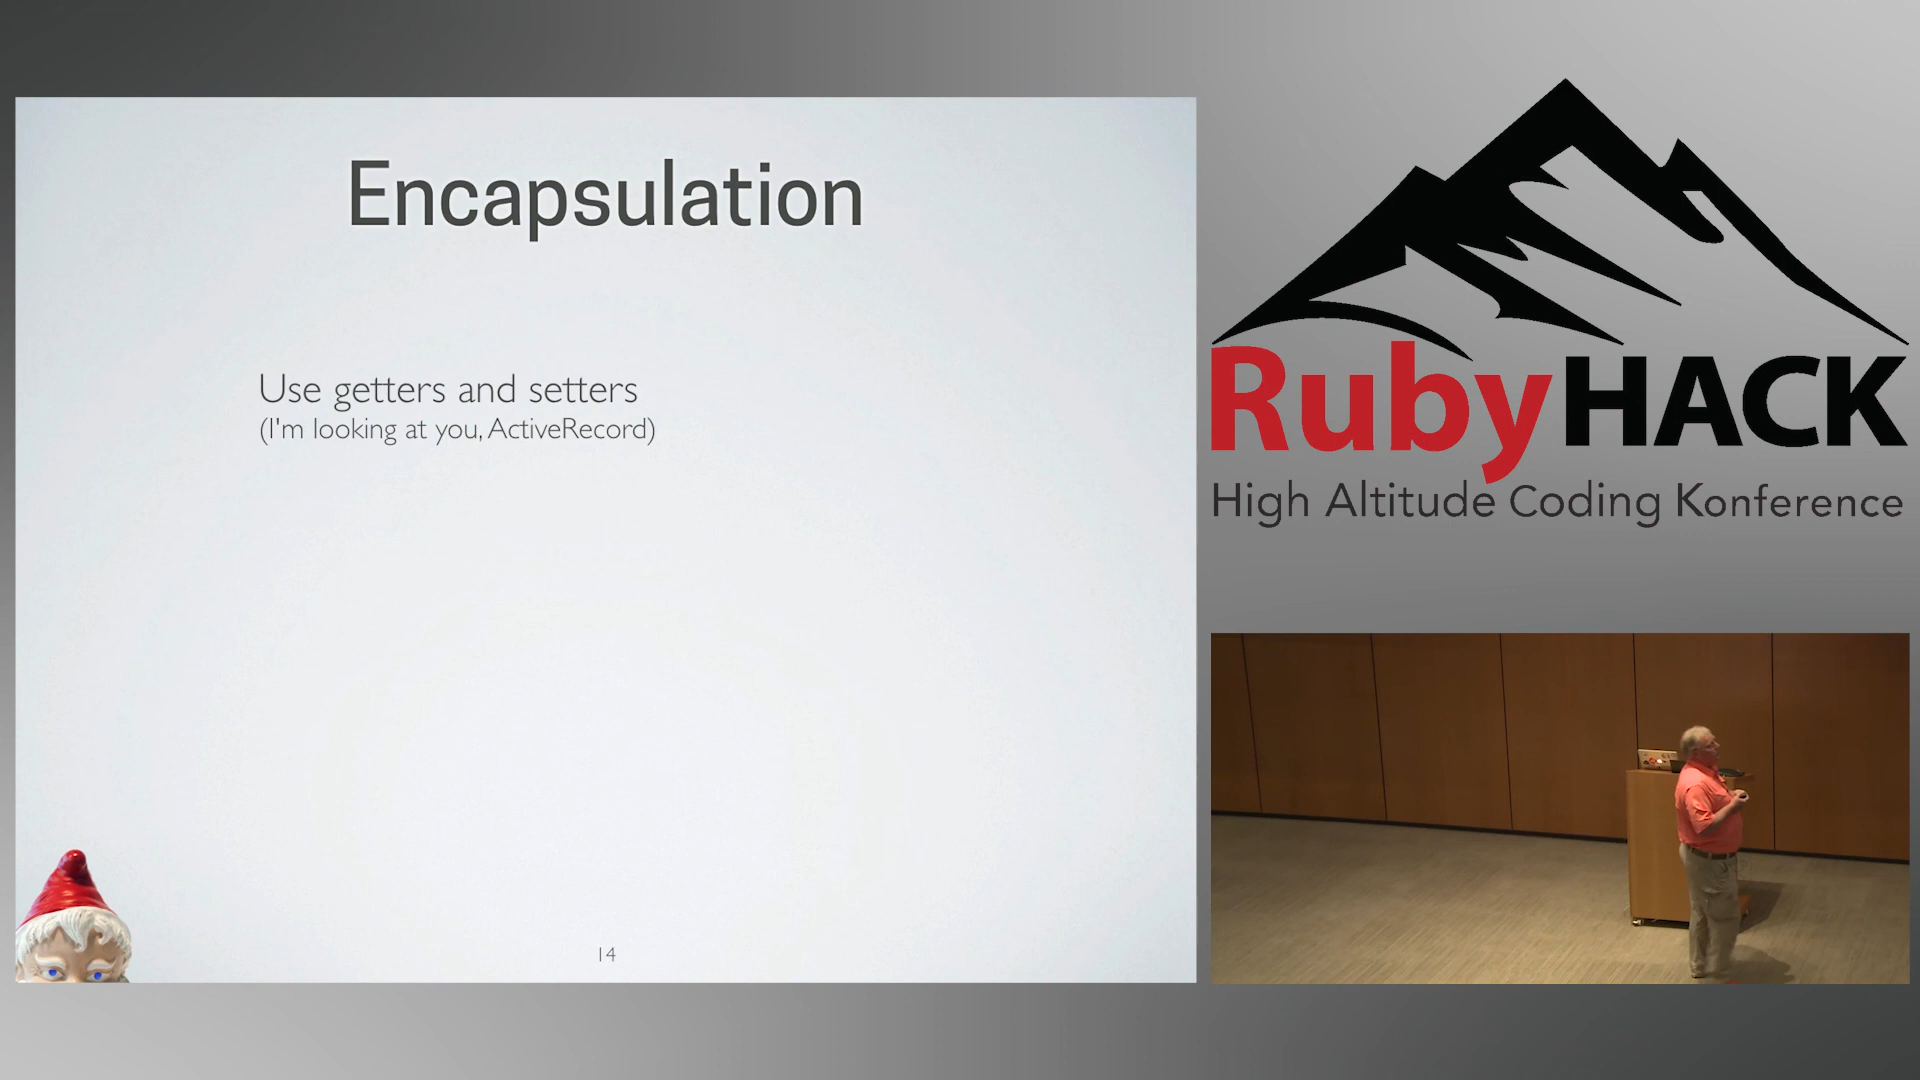 Encapsulation
Use getters and setters
(I'm looking at you, ActiveRecord)
14
RubyHACK
High Altitude Coding Konference